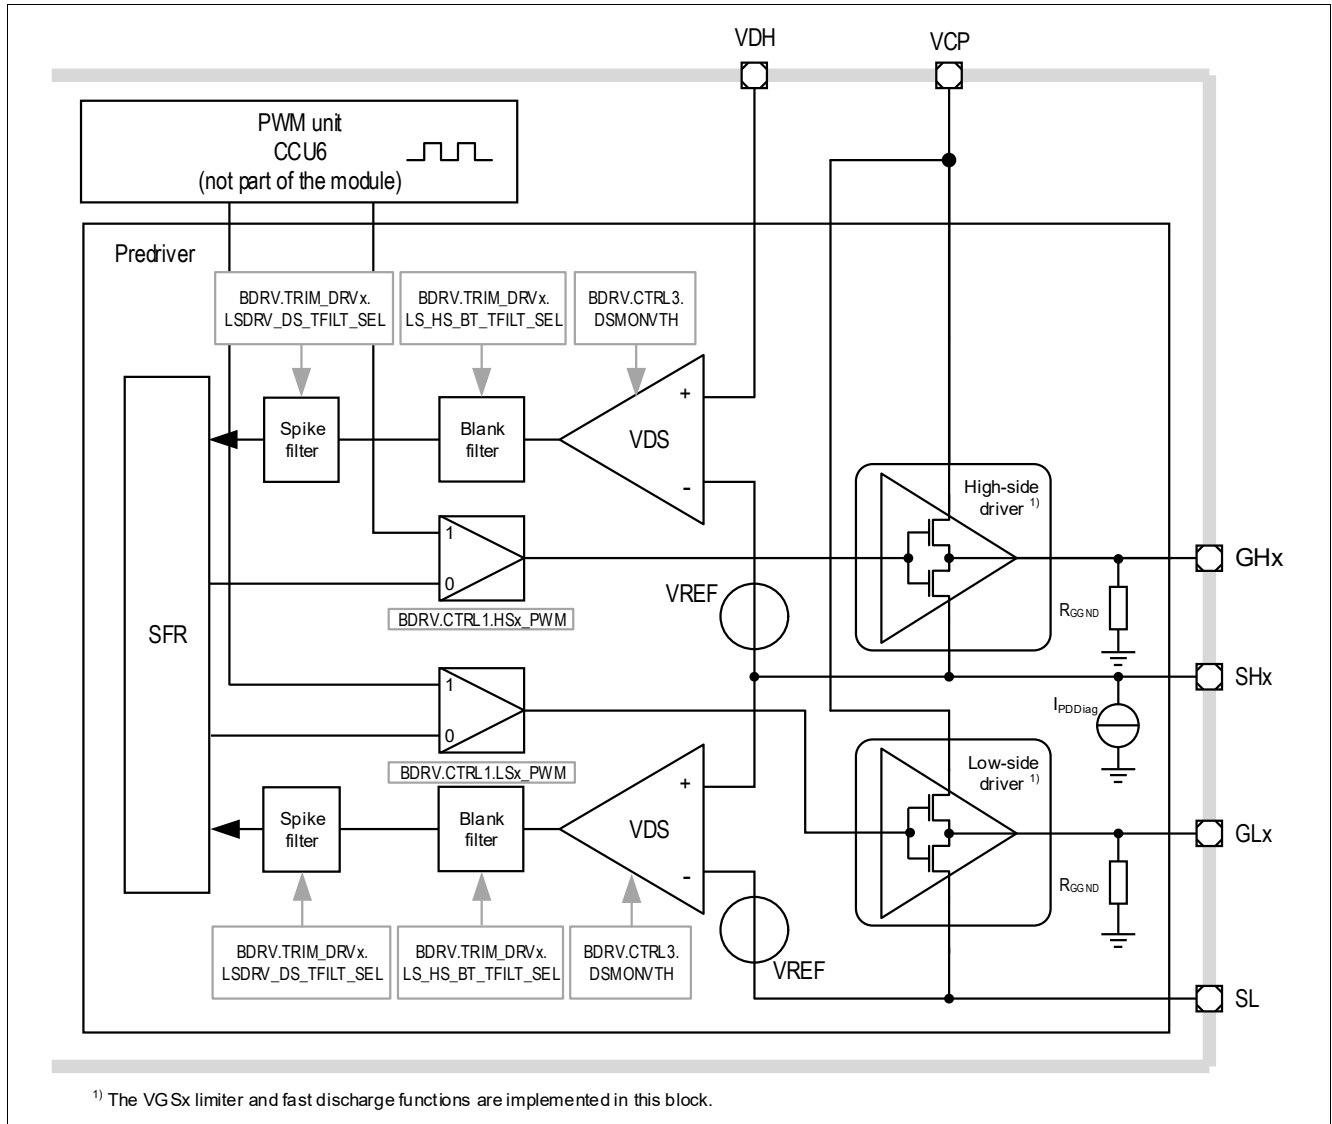 VDH
VCP
PWM unit
CCU6
(not part of the module)
Predriver
BDRV.TRIM_DRVx.
LSDRV_DS_TFILT_SEL
BDRV.TRIM_DRVx.
LS_HS_BT_TFILT_SEL
BDRV.CTRL3.
DSMONVTH
Spike
filter
Blank
filter
VDS
+
-
High-side
driver 1)
1
0
BDRV.CTRL1.HSx_PWM
VREF
RGGND
GHx
SFR
SHx
IPDDiag
1
0
BDRV.CTRL1.LSx_PWM
Low-side
driver 1)
Spike
filter
Blank
filter
VDS
+
-
RGGND
GLx
BDRV.TRIM_DRVx.
LSDRV_DS_TFILT_SEL
BDRV.TRIM_DRVx.
LS_HS_BT_TFILT_SEL
BDRV.CTRL3.
DSMONVTH
VREF
SL
1) The VGSx limiter and fast discharge functions are implemented in this block.